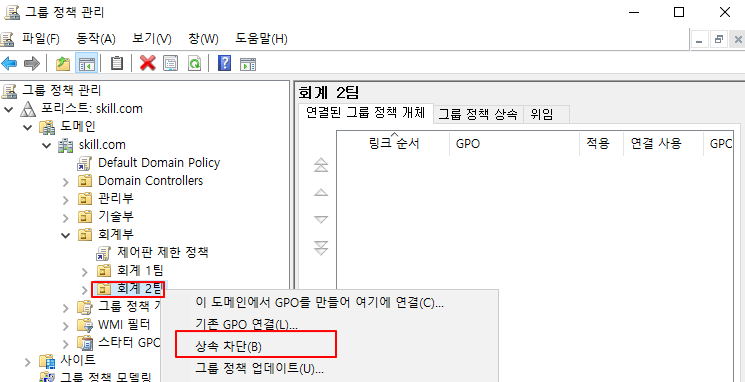 그룹 정책 관리
파일(F) 동작(A) 보기(V) 창(W) 도움말(H)
그룹 정책 관리
포리스트: skill.com
도메인
skill.com
Default Domain Policy
Domain Controllers
관리부
기술부
회계부
제어판 제한 정책
회계 1팀
회계 2팀
그룹 정책 개
WMI 필터
스타터 GPO
사이트
그룹 정책 모델링
회계 2팀
연결된 그룹 정책 개체 그룹 정책 상속 위임
링크 순서 GPO 적용 연결 사용 GPC
이 도메인에서 GPO를 만들어 여기에 연결(C)...
기존 GPO 연결(L)...
상속 차단(B)
그룹 정책 업데이트(U)...